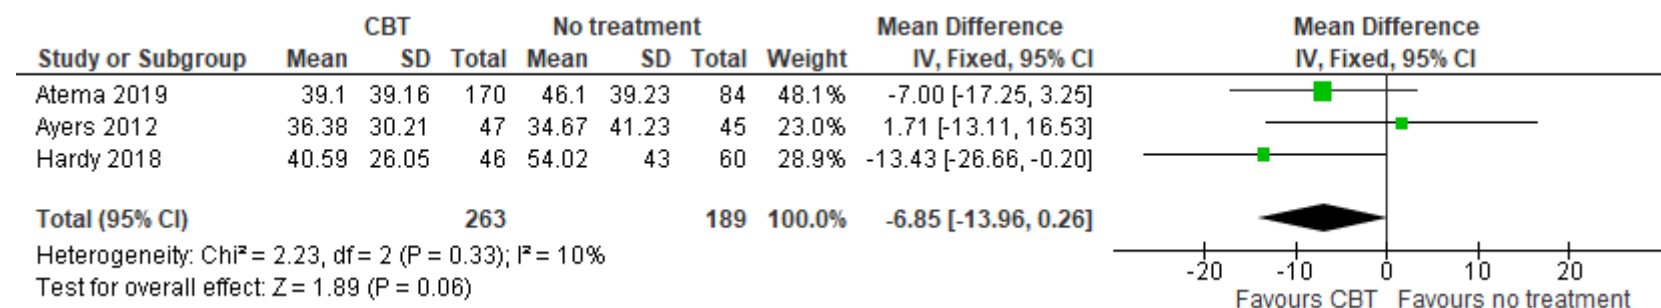 CBT No treatment Mean Difference Mean Difference
Study or Subgroup Mean SD Total Mean SD Total Weight IV, Fixed, 95% CI IV, Fixed, 95% CI
Atema 2019 39.1 39.16 170 46.1 39.23 84 48.1% -7.00 [-17.25, 3.25]
Ayers 2012 36.38 30.21 47 34.67 41.23 45 23.0% 1.71 [-13.11, 16.53]
Hardy 2018 40.59 26.05 46 54.02 43 60 28.9% -13.43 [-26.66, -0.20]
Total (95% CI) 263 189 100.0% -6.85 [-13.96, 0.26]
Heterogeneity: Chi² = 2.23, df = 2 (P = 0.33); I² = 10%
Test for overall effect: Z = 1.89 (P = 0.06)
-20 -10 0 10 20
Favours CBT Favours no treatment